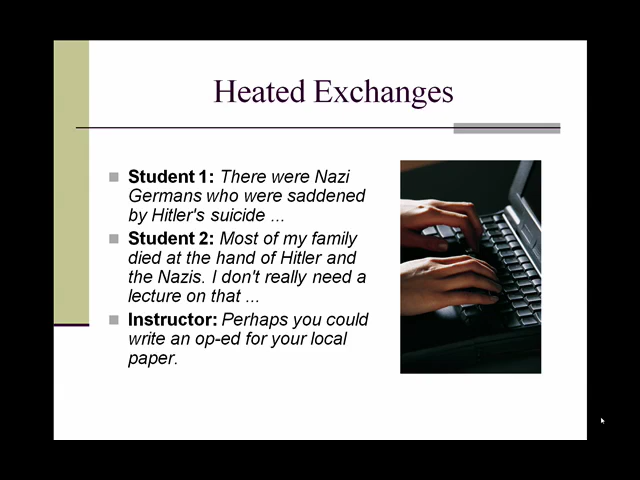 Heated Exchanges
Student 1: There were Nazi
Germans who were saddened
by Hitler's suicide ...
Student 2: Most of my family
died at the hand of Hitler and
the Nazis. I don't really need a
lecture on that ...
Instructor: Perhaps you could
write an op-ed for your local
paper.